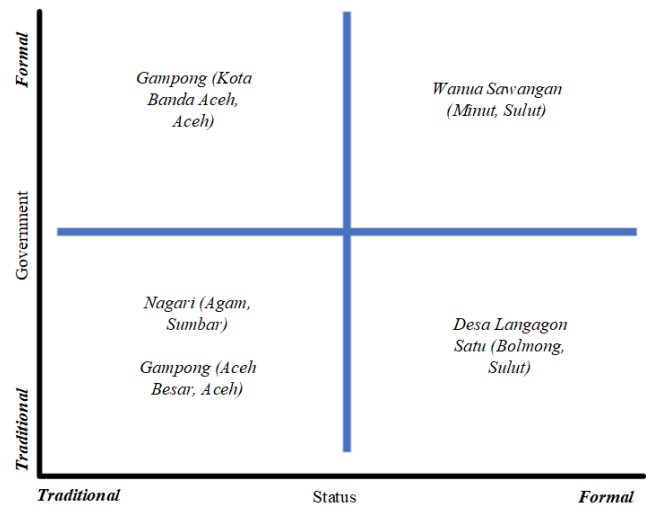 Formal
Gampong (Kota
Banda Aceh,
Aceh)
Wanua Sawangan
(Minut, Sulut)
Government
Nagari (Agam,
Sumbar)
Gampong (Aceh
Besar, Aceh)
Desa Langagon
Satu (Bolmong,
Sulut)
Traditional
Traditional
Status
Formal